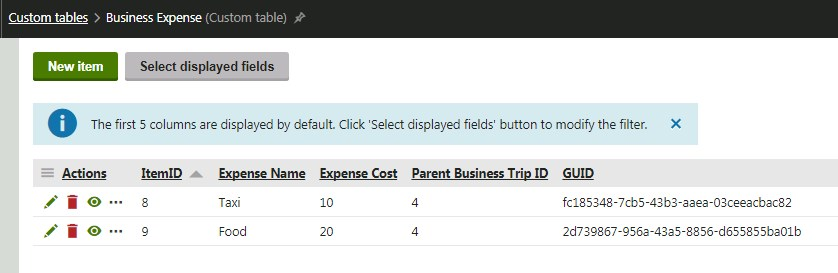 Custom tables > Business Expense (Custom table)
New item Select displayed fields
The first 5 columns are displayed by default. Click 'Select displayed fields' button to modify the filter.
Actions ItemID Expense Name Expense Cost Parent Business Trip ID GUID
8 Taxi 10 4 fc185348-7cb5-43b3-aaea-03ceeacbac82
9 Food 20 4 2d739867-956a-43a5-8856-d655855ba01b